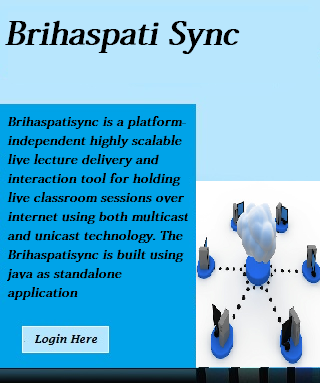 Brihaspati Sync
Brihaspatisync is a platform-
independent highly scalable
live lecture delivery and
interaction tool for holding
live classroom sessions over
internet using both multicast
and unicast technology. The
Brihaspatisync is built using
java as standalone
application
Login Here